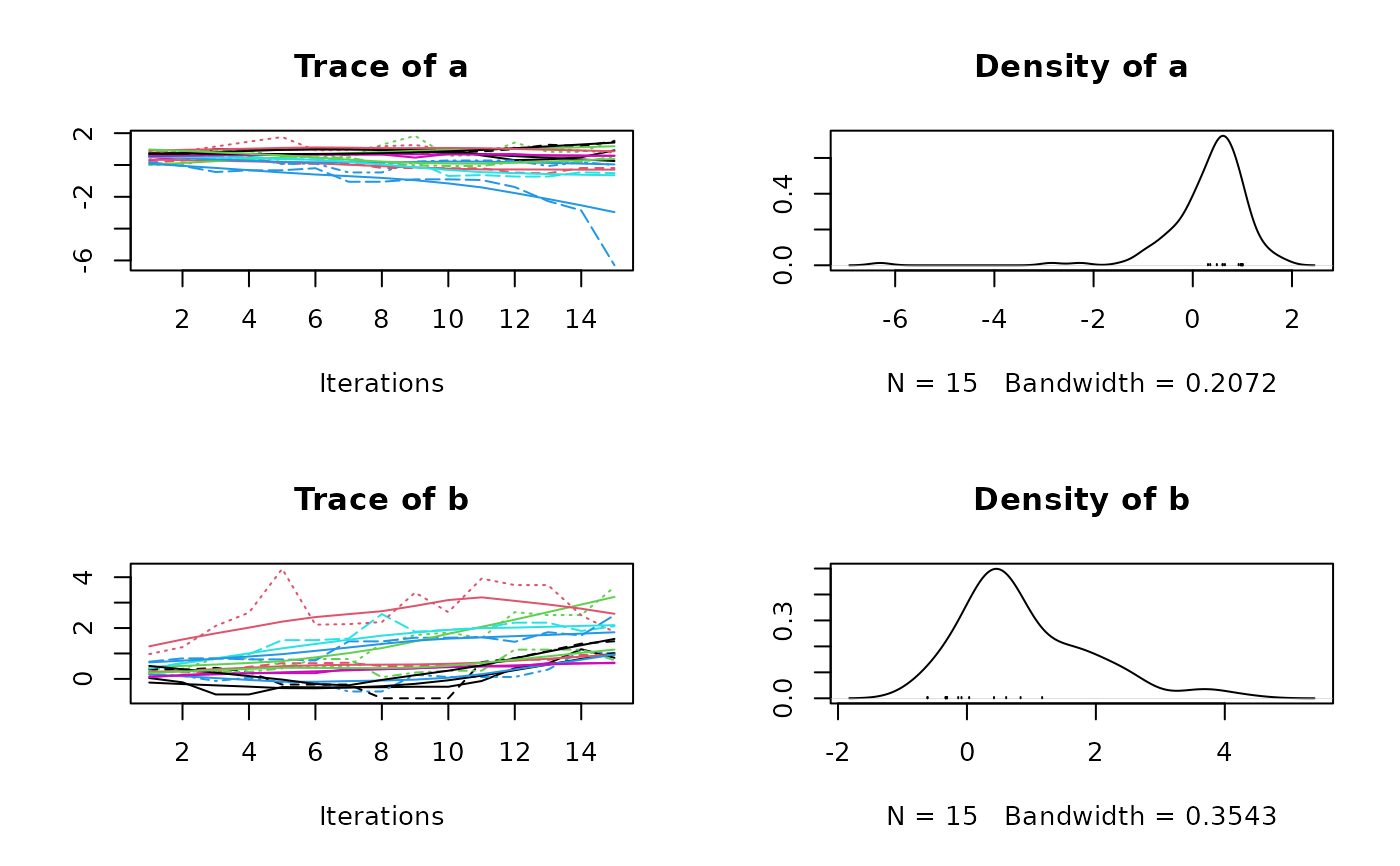 Trace of a
2
-2
-6
2 4 6 8 10 12 14
Iterations
Density of a
0.4
0.0
-6 -4 -2 0 2
N = 15 Bandwidth = 0.2072
Trace of b
4
2
0
2 4 6 8 10 12 14
Iterations
Density of b
0.3
0.0
-2 0 2 4
N = 15 Bandwidth = 0.3543